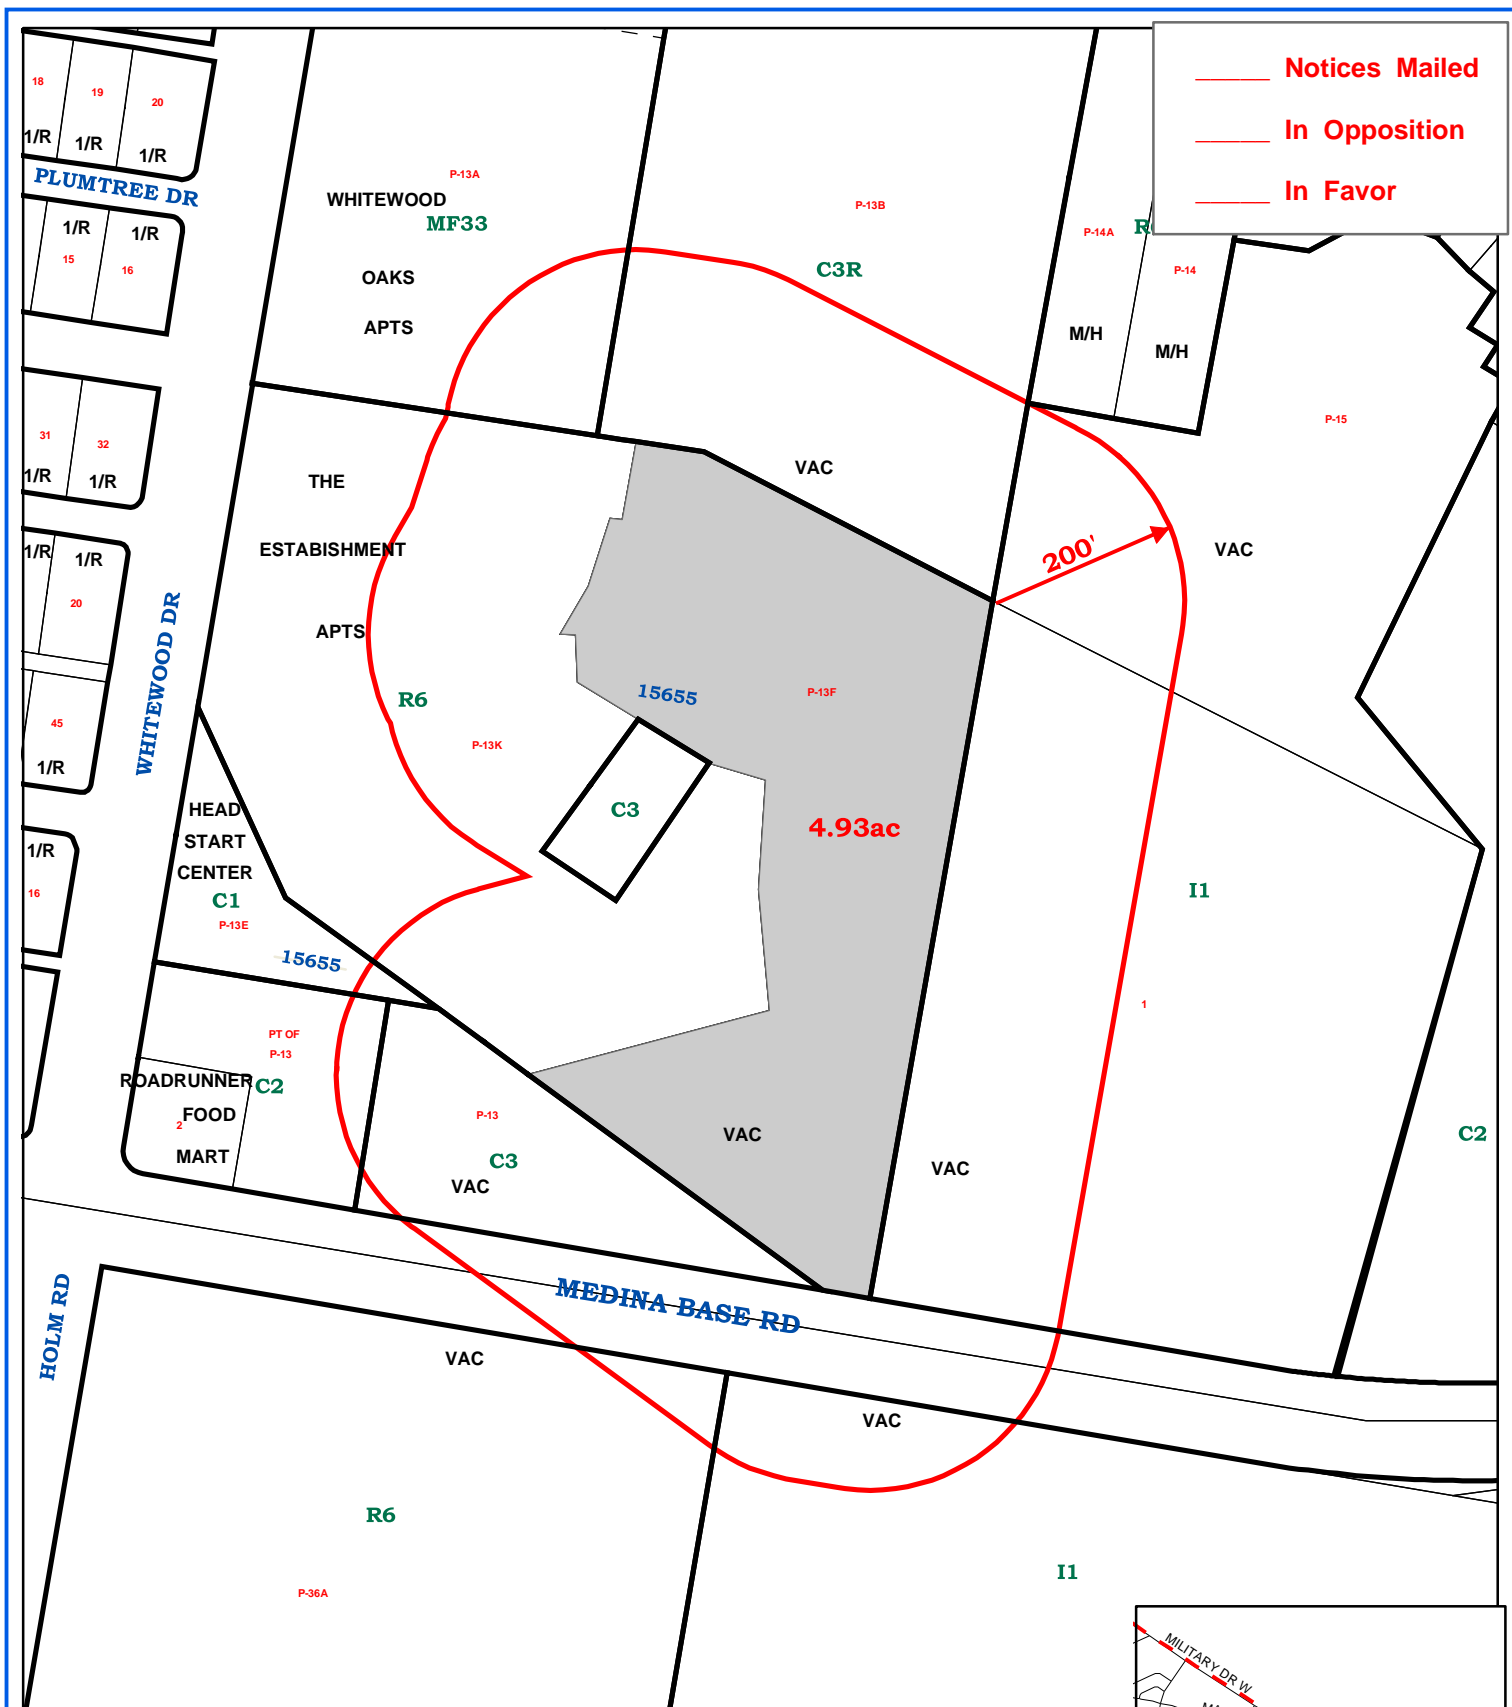 _____ Notices Mailed
_____ In Opposition
_____ In Favor
18
19
20
1/R
1/R
1/R
PLUMTREE DR
1/R
1/R
15
16
P-13A
WHITEWOOD
MF33
OAKS
APTS
P-13B
C3R
P-14A
P-14
M/H
M/H
P-15
31
32
1/R
1/R
THE
ESTABISHMENT
APTS
VAC
200'
VAC
1/R
1/R
20
WHITEWOOD DR
R6
P-13K
15655
P-13F
45
1/R
C3
4.93ac
HEAD
START
CENTER
C1
P-13E
15655
1/R
16
I1
1
PT OF
P-13
ROADRUNNER
C2
FOOD
2
MART
P-13
C3
VAC
VAC
VAC
C2
HOLM RD
MEDINA BASE RD
VAC
VAC
R6
P-36A
I1
MILITARY DR W